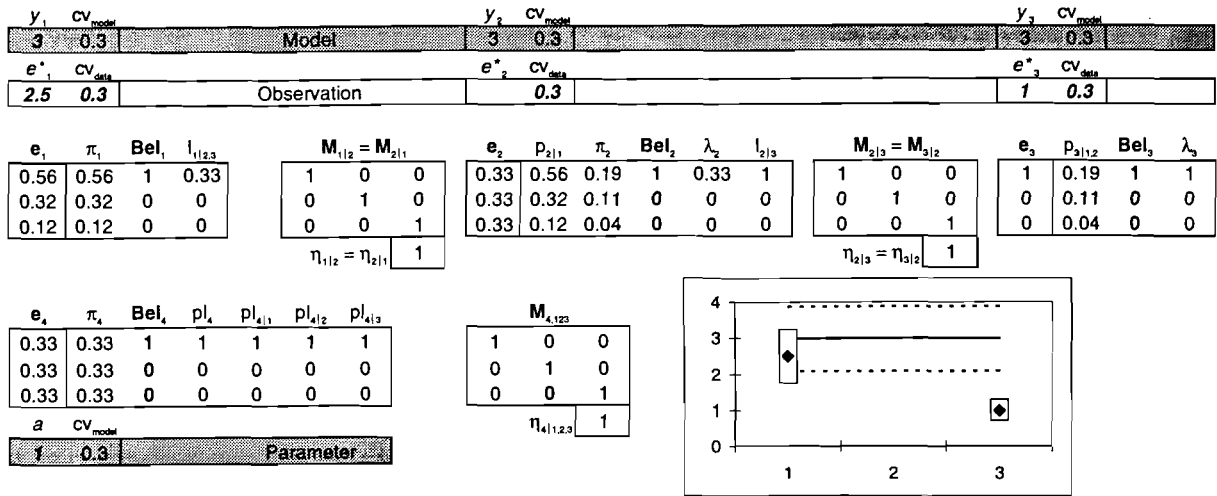 y₁ cv_model y₂ cv_model y₃ cv_model
3 0.3 Model 3 0.3 3 0.3
e*₁ cv_data e*₂ cv_data e*₃ cv_data
2.5 0.3 Observation 0.3 1 0.3
e₁ π₁ Bel₁ l₁|₂,₃ M₁|₂ = M₂|₁ e₂ p₂|₁ π₂ Bel₂ λ₂ l₂|₃ M₂|₃ = M₃|₂ e₃ p₃|₁,₂ Bel₃ λ₃
0.56 0.56 1 0.33 1 0 0 0.33 0.56 0.19 1 0.33 1 1 0 0 1 0.19 1 1
0.32 0.32 0 0 0 1 0 0.33 0.32 0.11 0 0 0 0 1 0 0 0.11 0 0
0.12 0.12 0 0 0 0 1 0.33 0.12 0.04 0 0 0 0 0 1 0 0.04 0 0
η₁|₂ = η₂|₁ 1 η₂|₃ = η₃|₂ 1
e₄ π₄ Bel₄ pl₄ pl₄|₁ pl₄|₂ pl₄|₃ M₄,₁₂₃
0.33 0.33 1 1 1 1 1 1 0 0
0.33 0.33 0 0 0 0 0 0 1 0
0.33 0.33 0 0 0 0 0 0 0 1
η₄|₁,₂,₃ 1
a cv_model
1 0.3 Parameter
4
3
2
1
0
1 2 3